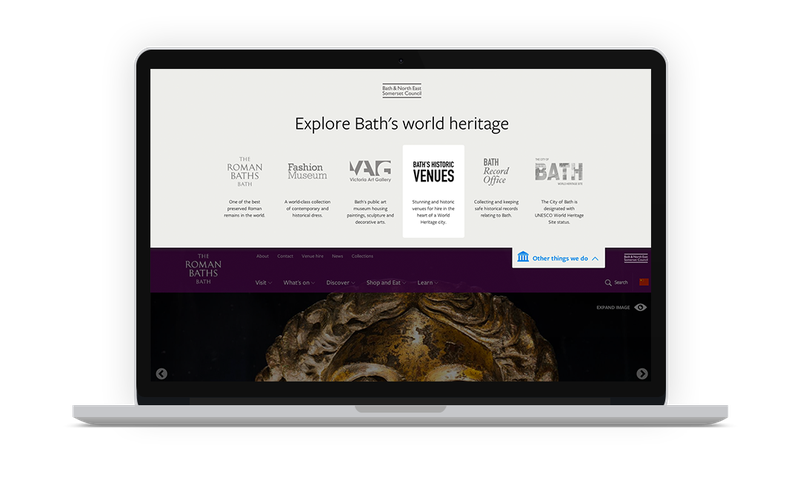 Bath & North East
Somerset Council
Explore Bath's world heritage
THE
ROMAN
BATHS
BATH
One of the best
preserved Roman
remains in the world.
Fashion
Museum
A world-class collection
of contemporary and
historical dress.
VAG
Victoria Art Gallery
Bath's public art
museum housing
paintings, sculpture and
decorative arts.
BATH'S HISTORIC
VENUES
Stunning and historic
venues for hire in the
heart of a World
Heritage city.
BATH
Record
Office
Collecting and keeping
safe historical records
relating to Bath.
THE CITY OF
BATH
WORLD HERITAGE SITE
The City of Bath is
designated with
UNESCO World Heritage
Site status.
THE
ROMAN
BATHS
BATH
About Contact Venue hire News Collections
Other things we do
Bath & North East
Somerset Council
Visit What's on Discover Shop and Eat Learn
Search
EXPAND IMAGE